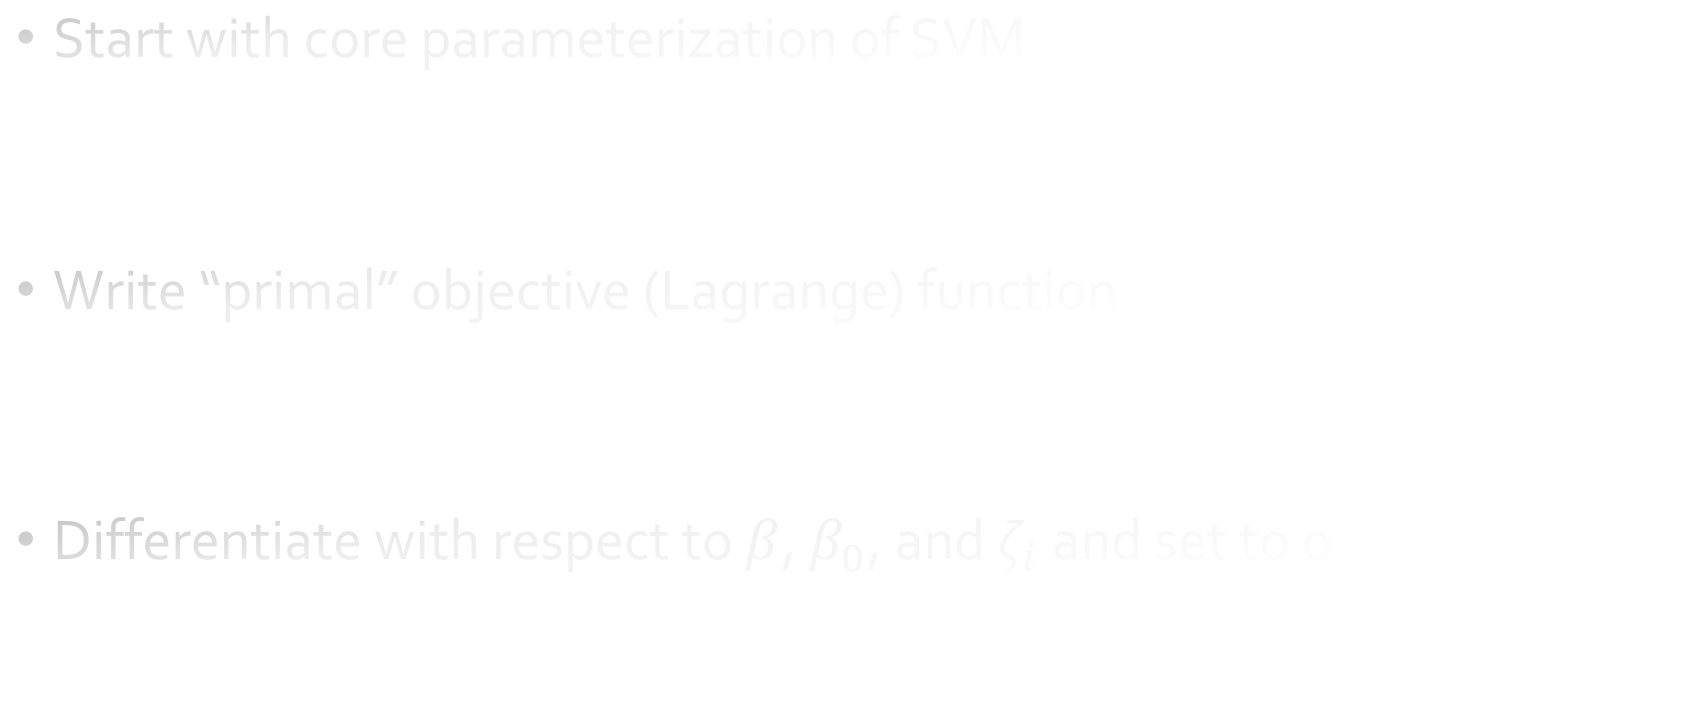 • Start with core parameterization of SVM
• Write “primal” objective (Lagrange) function
• Differentiate with respect to β, β₀, and ζᵢ and set to 0